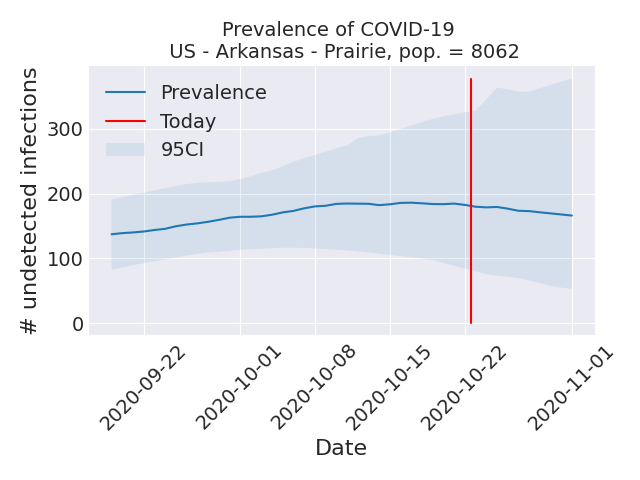 Prevalence of COVID-19
US - Arkansas - Prairie, pop. = 8062
Prevalence
Today
95CI
# undetected infections
300
200
100
0
2020-09-22
2020-10-01
2020-10-08
2020-10-15
2020-10-22
2020-11-01
Date